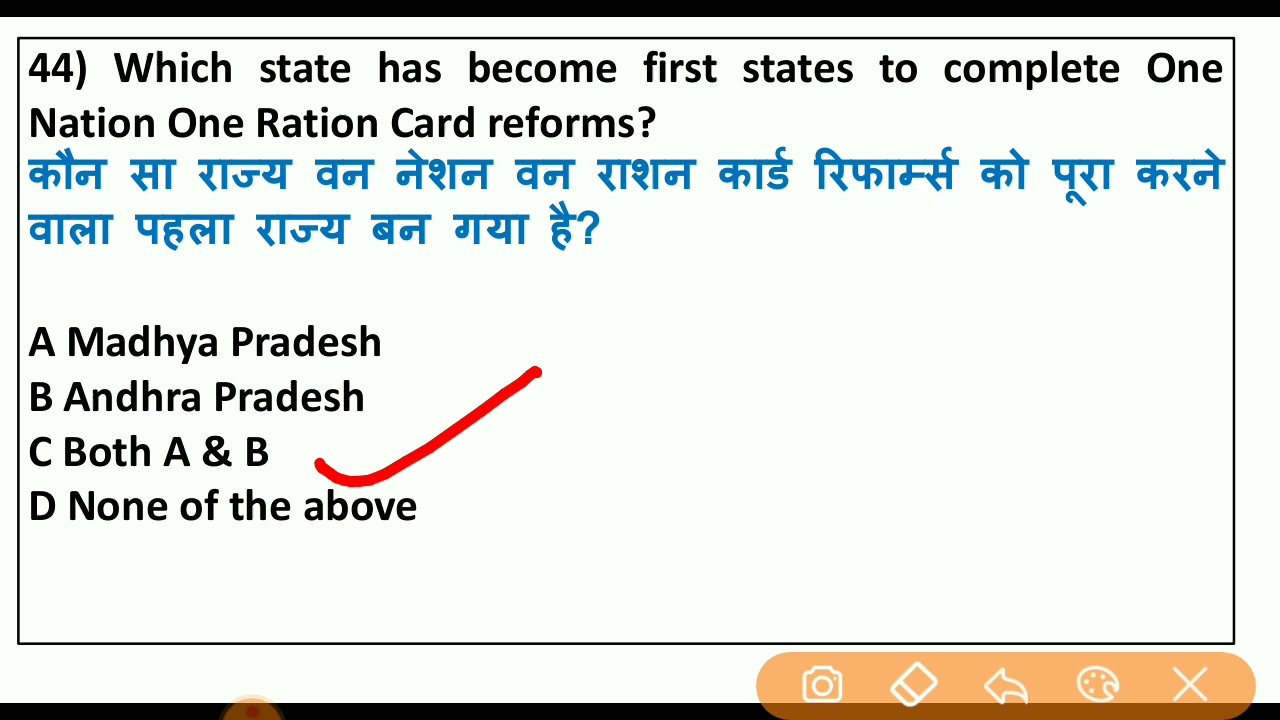 44) Which state has become first states to complete One
Nation One Ration Card reforms?
कौन सा राज्य वन नेशन वन राशन कार्ड रिफार्म्स को पूरा करने
वाला पहला राज्य बन गया है?
A Madhya Pradesh
B Andhra Pradesh
C Both A & B
D None of the above